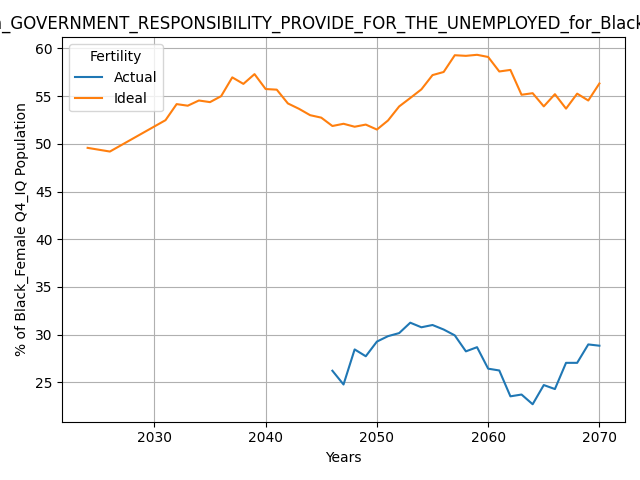 _GOVERNMENT_RESPONSIBILITY_PROVIDE_FOR_THE_UNEMPLOYED_for_Black
Fertility
Actual
Ideal
60
55
50
45
40
35
30
25
% of Black_Female Q4_IQ Population
2030 2040 2050 2060 2070
Years